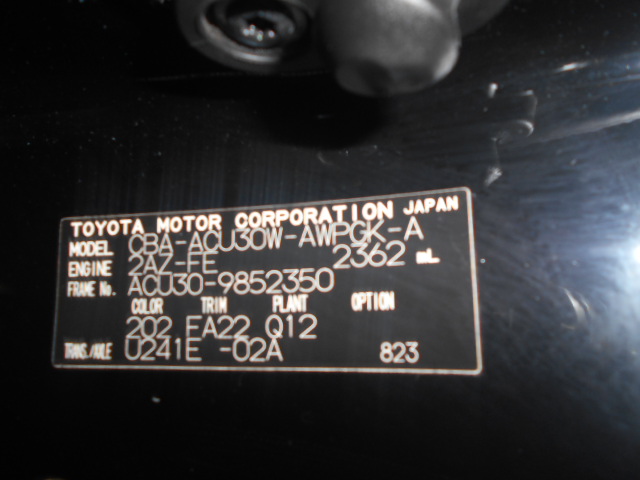 TOYOTA MOTOR CORPORATION JAPAN
MODEL CBA-ACU30W-AWPGK-A
ENGINE 2AZ-FE 2362 mL
FRAME No. ACU30-9852350
COLOR TRIM PLANT OPTION
202 FA22 Q12
TRANS./AXLE U241E -02A 823